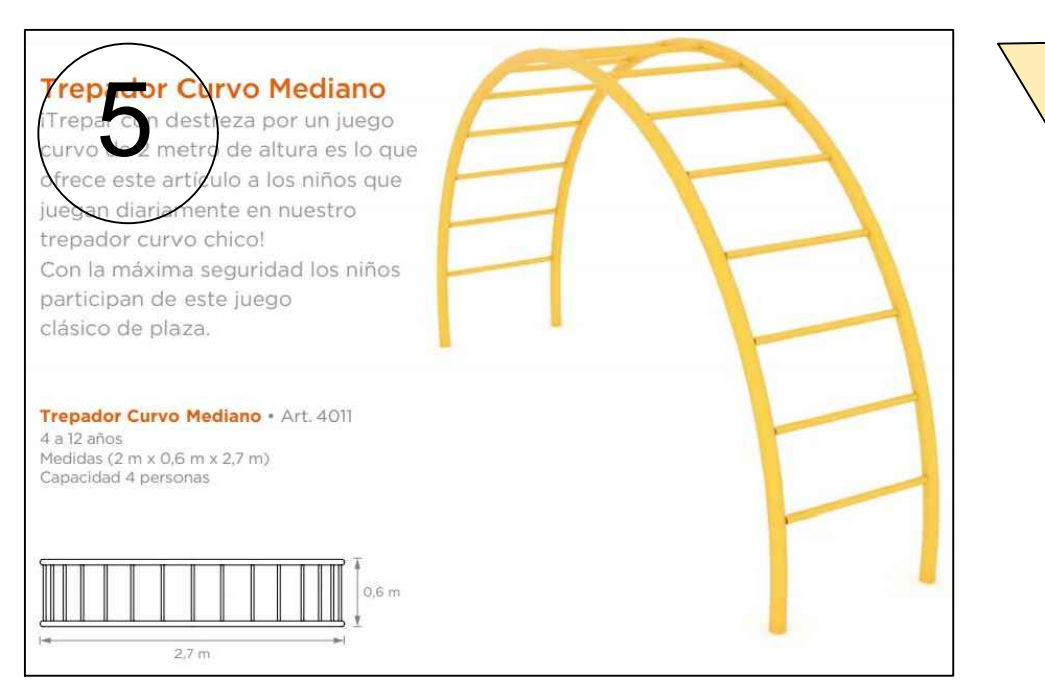 5
Trepador Curvo Mediano
¡Trepar con destreza por un juego
curvo de 2 metro de altura es lo que
ofrece este artículo a los niños que
juegan diariamente en nuestro
trepador curvo chico!
Con la máxima seguridad los niños
participan de este juego
clásico de plaza.
Trepador Curvo Mediano • Art. 4011
4 a 12 años
Medidas (2 m x 0,6 m x 2,7 m)
Capacidad 4 personas
0,6 m
2,7 m